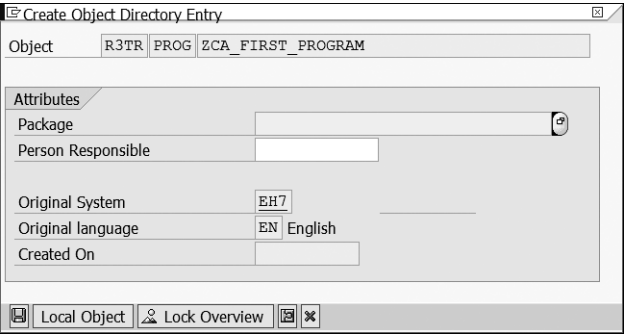 Create Object Directory Entry
Object R3TR PROG ZCA_FIRST_PROGRAM
Attributes
Package
Person Responsible
Original System EH7
Original language EN English
Created On
Local Object Lock Overview